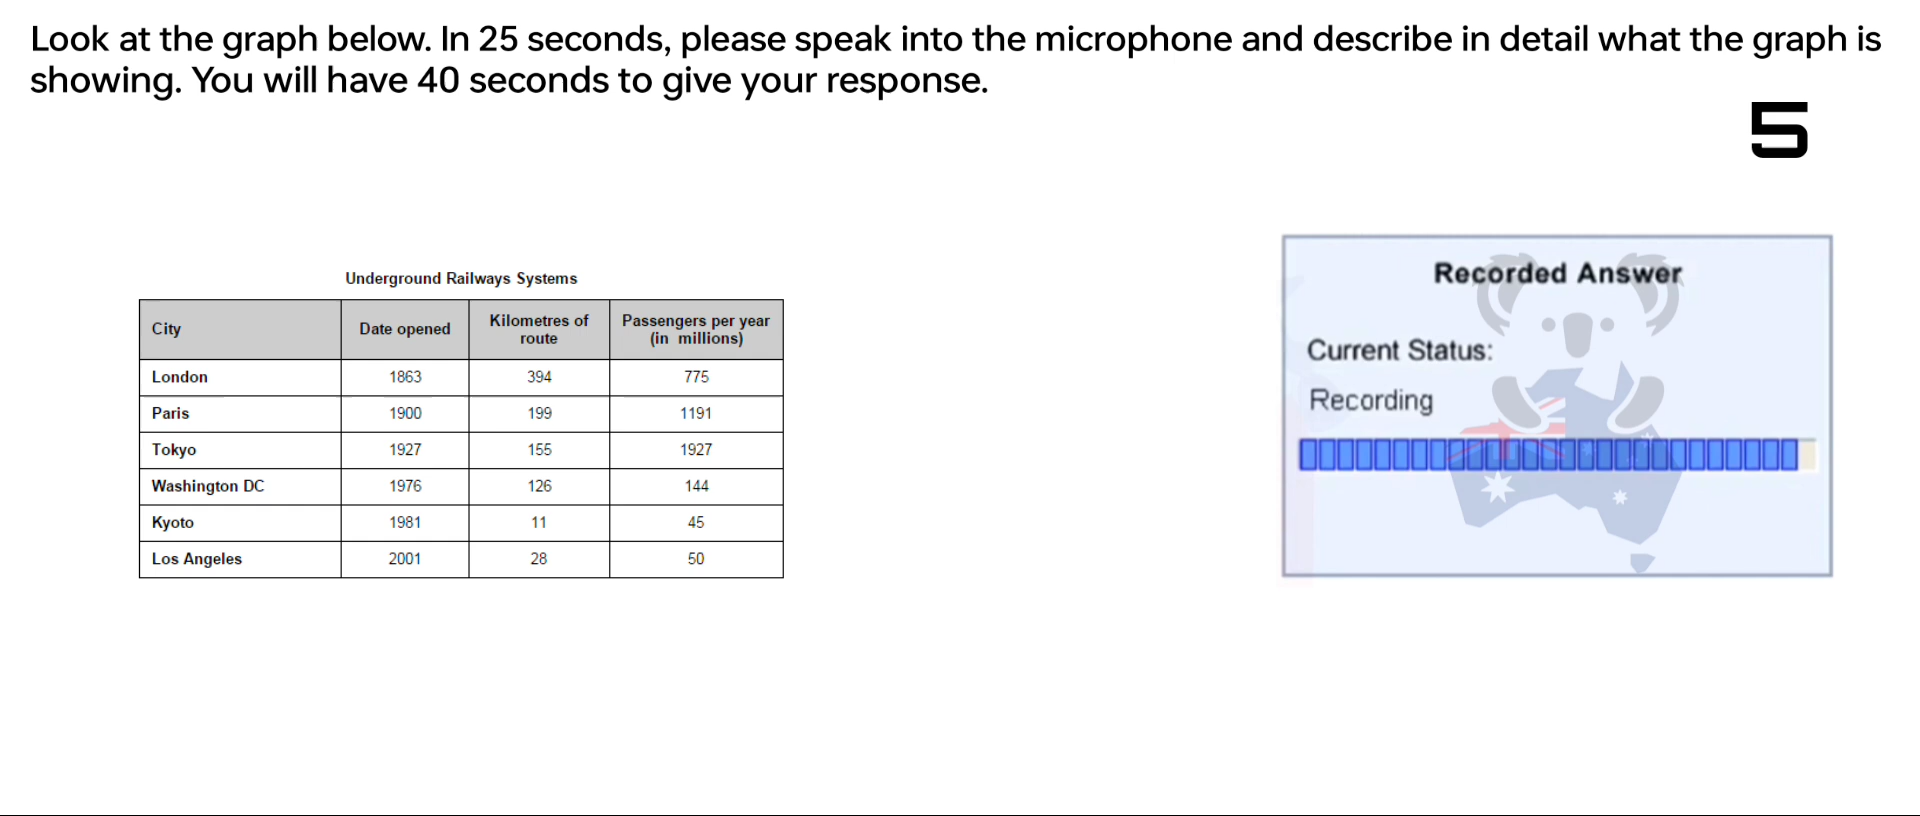 Look at the graph below. In 25 seconds, please speak into the microphone and describe in detail what the graph is
showing. You will have 40 seconds to give your response.
5
Underground Railways Systems
City Date opened Kilometres of route Passengers per year (in millions)
London 1863 394 775
Paris 1900 199 1191
Tokyo 1927 155 1927
Washington DC 1976 126 144
Kyoto 1981 11 45
Los Angeles 2001 28 50
Recorded Answer
Current Status:
Recording